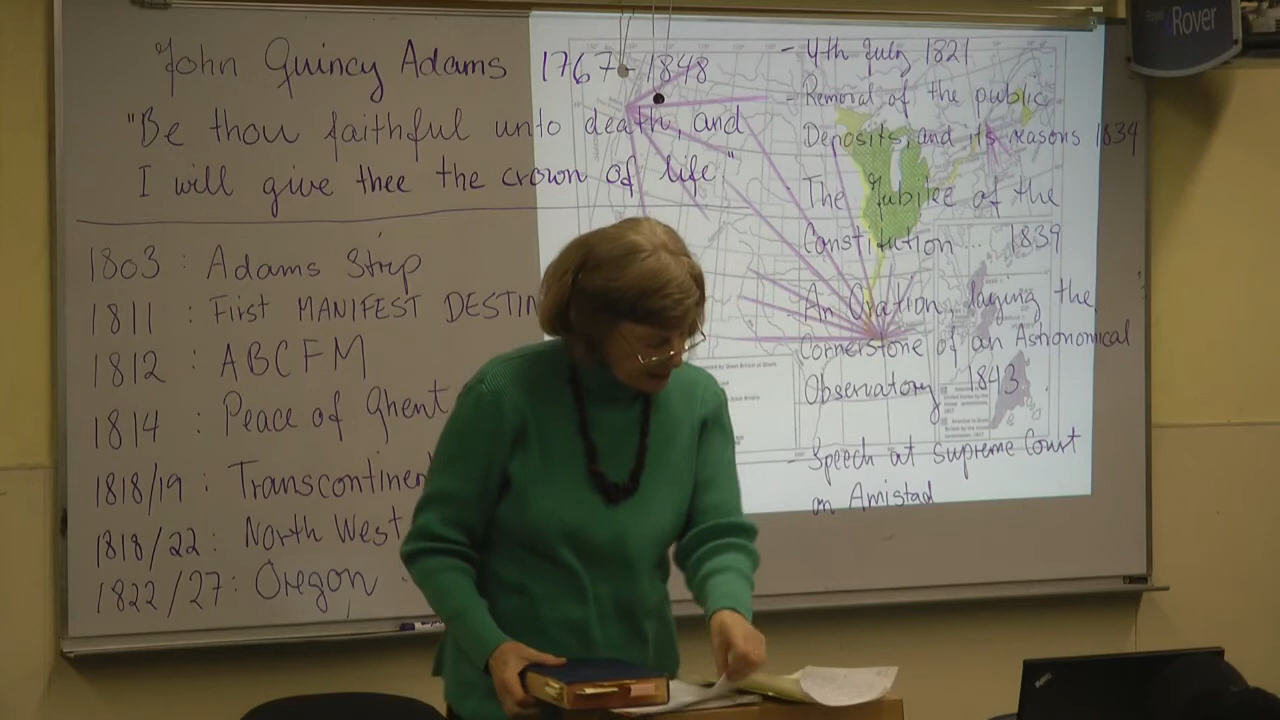 John Quincy Adams 1767-1848
"Be thou faithful unto death, and
I will give thee the crown of life."
1803 : Adams Strip
1811 : First MANIFEST DESTIN
1812 : ABCFM
1814 : Peace of Ghent
1818/19 : Transcontinen
1818/22 : North West
1822/27 : Oregon
- 4th July 1821
- Removal of the public
Deposits, and its reasons 1834
- The Jubilee of the
Constitution ... 1839
- An Oration, laying the
Cornerstone of an Astronomical
Observatory 1843
- Speech at Supreme Court
on Amistad
Rover